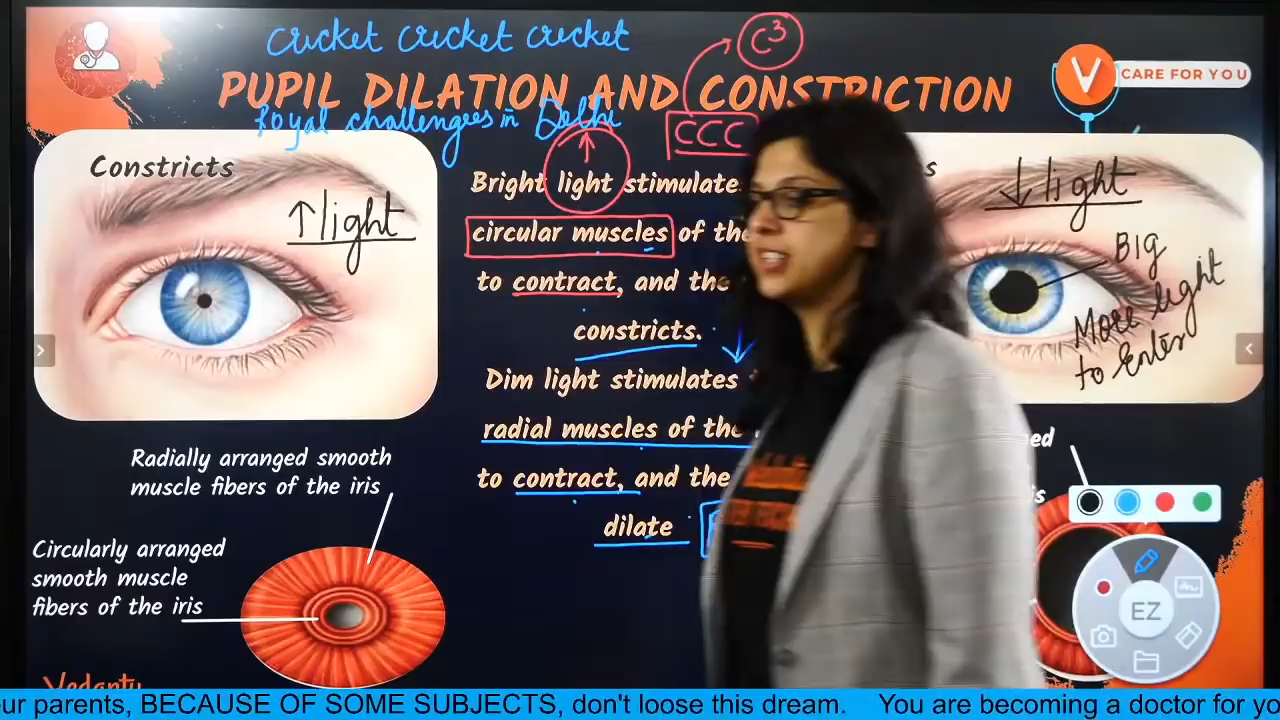 Cricket Cricket Cricket
C³
PUPIL DILATION AND CONSTRICTION
CARE FOR YOU
Royal challengers in Delhi
CCC
Constricts
↑ light
Bright light stimulates
circular muscles of the
to contract, and the
constricts.
Dim light stimulates
radial muscles of the
to contract, and the
dilate
↓ light
Big
More light
to Enter
Radially arranged smooth
muscle fibers of the iris
Circularly arranged
smooth muscle
fibers of the iris
EZ
our parents, BECAUSE OF SOME SUBJECTS, don't loose this dream. You are becoming a doctor for yo